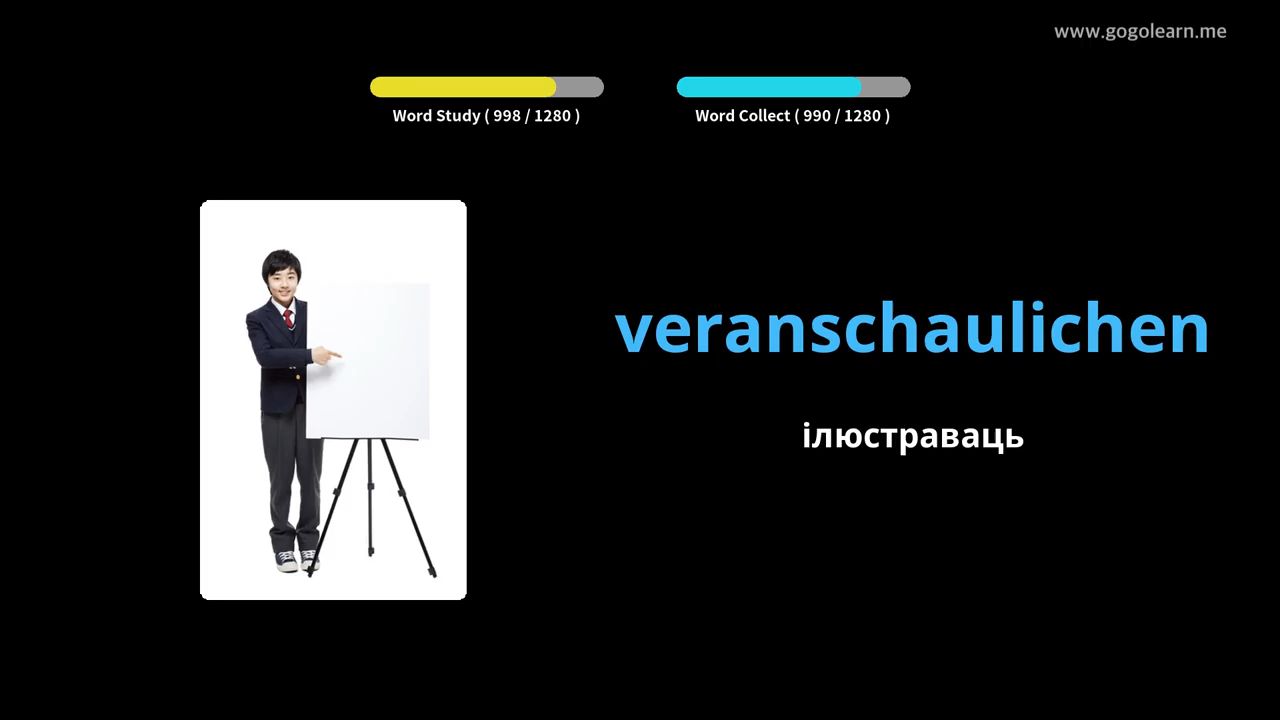 www.gogolearn.me
Word Study ( 998 / 1280 )
Word Collect ( 990 / 1280 )
veranschaulichen
ілюстраваць